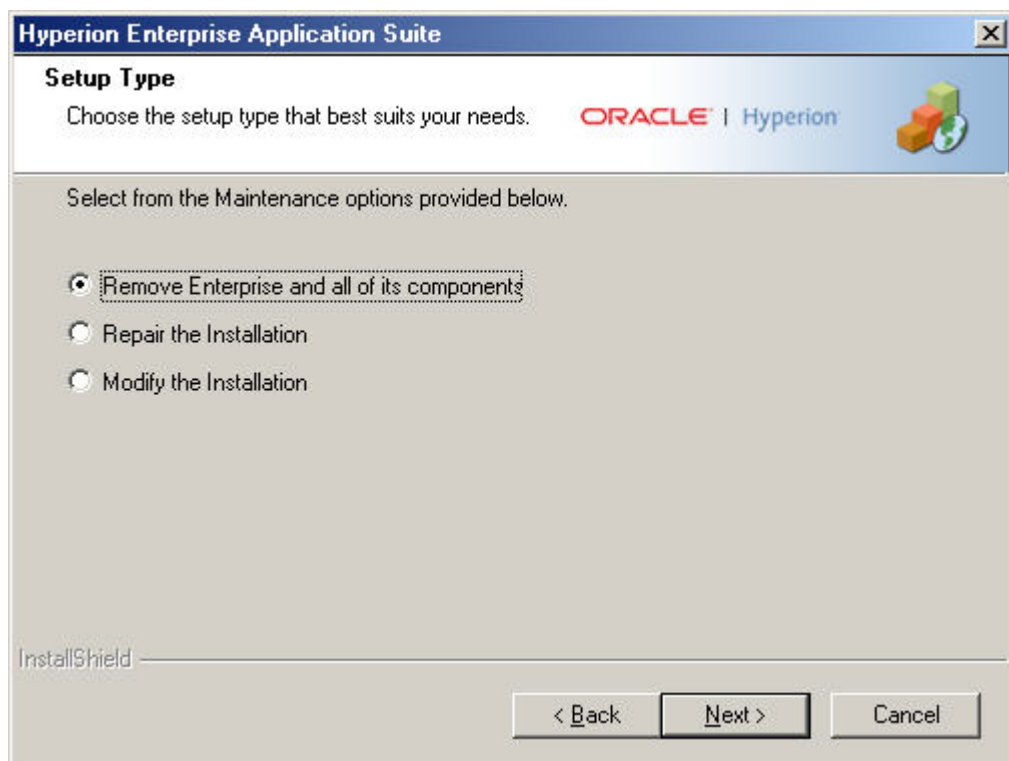 Hyperion Enterprise Application Suite
Setup Type
Choose the setup type that best suits your needs.
ORACLE | Hyperion
Select from the Maintenance options provided below.
Remove Enterprise and all of its components
Repair the Installation
Modify the Installation
InstallShield
< Back
Next >
Cancel